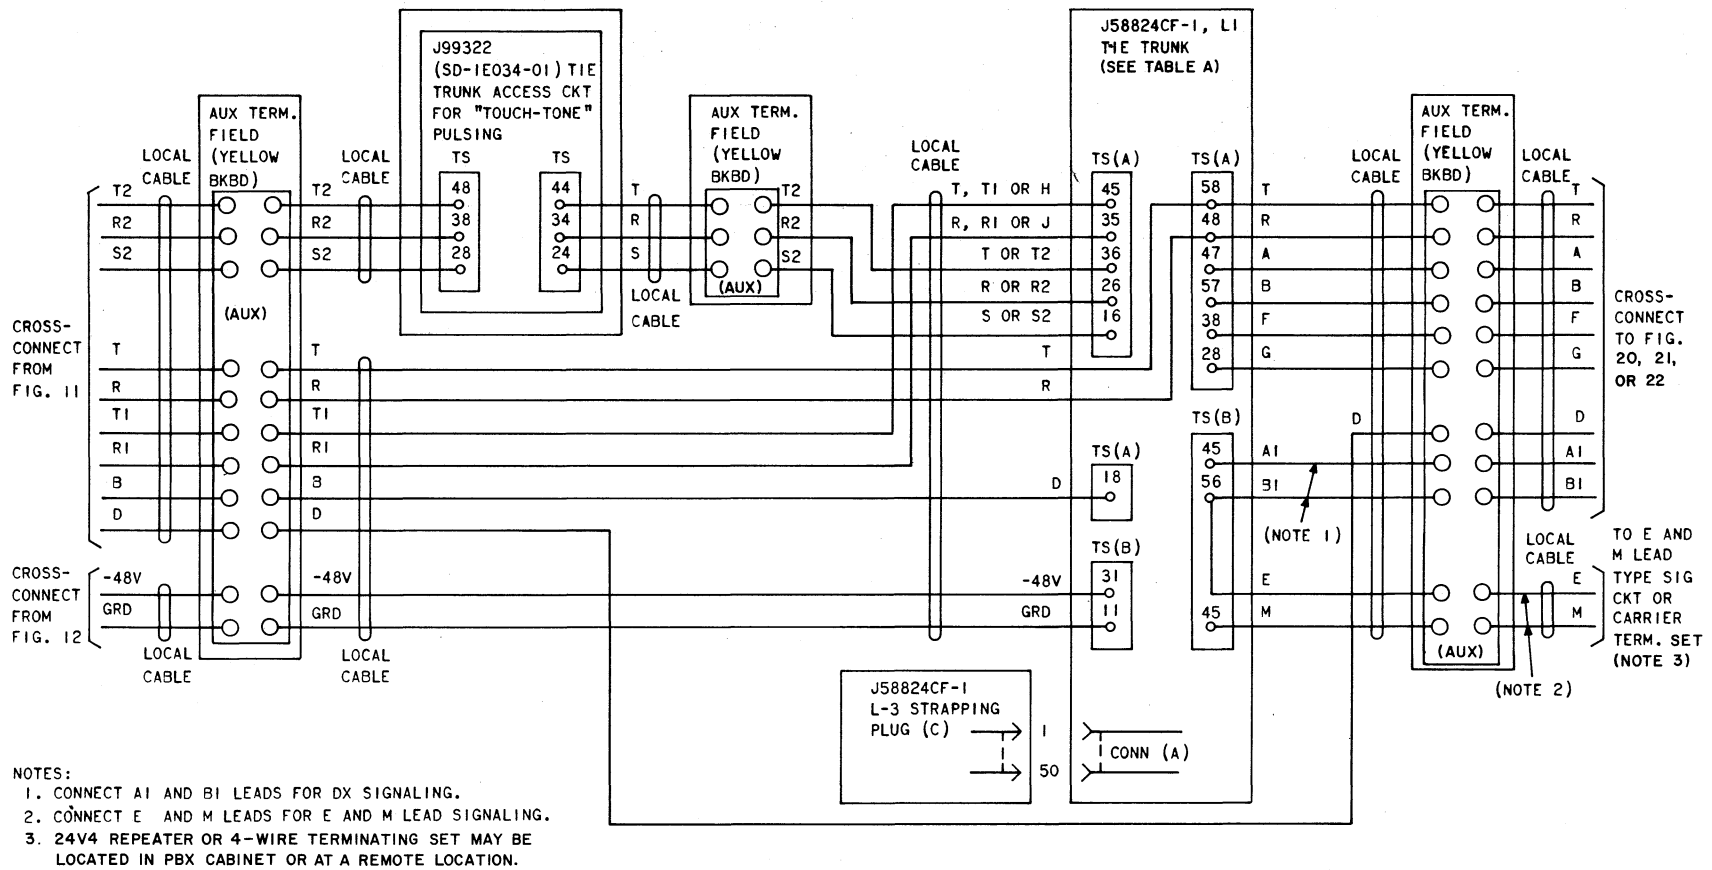 J99322
(SD-1E034-01) TIE
TRUNK ACCESS CKT
FOR "TOUCH-TONE"
PULSING
TS
48
38
28
TS
44
34
24
J58824CF-1, L1
TIE TRUNK
(SEE TABLE A)
AUX TERM.
FIELD
(YELLOW
BKBD)
(AUX)
AUX TERM.
FIELD
(YELLOW
BKBD)
(AUX)
AUX TERM.
FIELD
(YELLOW
BKBD)
(AUX)
LOCAL
CABLE
LOCAL
CABLE
LOCAL
CABLE
LOCAL
CABLE
LOCAL
CABLE
LOCAL
CABLE
T2
R2
S2
T2
R2
S2
T
R
S
T2
R2
S2
CROSS-
CONNECT
FROM
FIG. 11
T
R
T1
R1
B
D
T
R
T1
R1
B
D
CROSS-
CONNECT
FROM
FIG. 12
-48V
GRD
-48V
GRD
LOCAL
CABLE
LOCAL
CABLE
T, T1 OR H
R, R1 OR J
T OR T2
R OR R2
S OR S2
T
R
D
-48V
GRD
TS(A)
45
35
36
26
16
TS(A)
18
TS(B)
31
11
TS(A)
58
48
47
57
38
28
TS(B)
45
56
45
T
R
A
B
F
G
D
A1
B1
(NOTE 1)
E
M
T
R
A
B
F
G
D
A1
B1
CROSS-
CONNECT
TO FIG.
20, 21,
OR 22
LOCAL
CABLE
E
M
TO E AND
M LEAD
TYPE SIG
CKT OR
CARRIER
TERM. SET
(NOTE 3)
(NOTE 2)
J58824CF-1
L-3 STRAPPING
PLUG (C)
1
50
CONN (A)
NOTES:
1. CONNECT A1 AND B1 LEADS FOR DX SIGNALING.
2. CONNECT E AND M LEADS FOR E AND M LEAD SIGNALING.
3. 24V4 REPEATER OR 4-WIRE TERMINATING SET MAY BE
LOCATED IN PBX CABINET OR AT A REMOTE LOCATION.